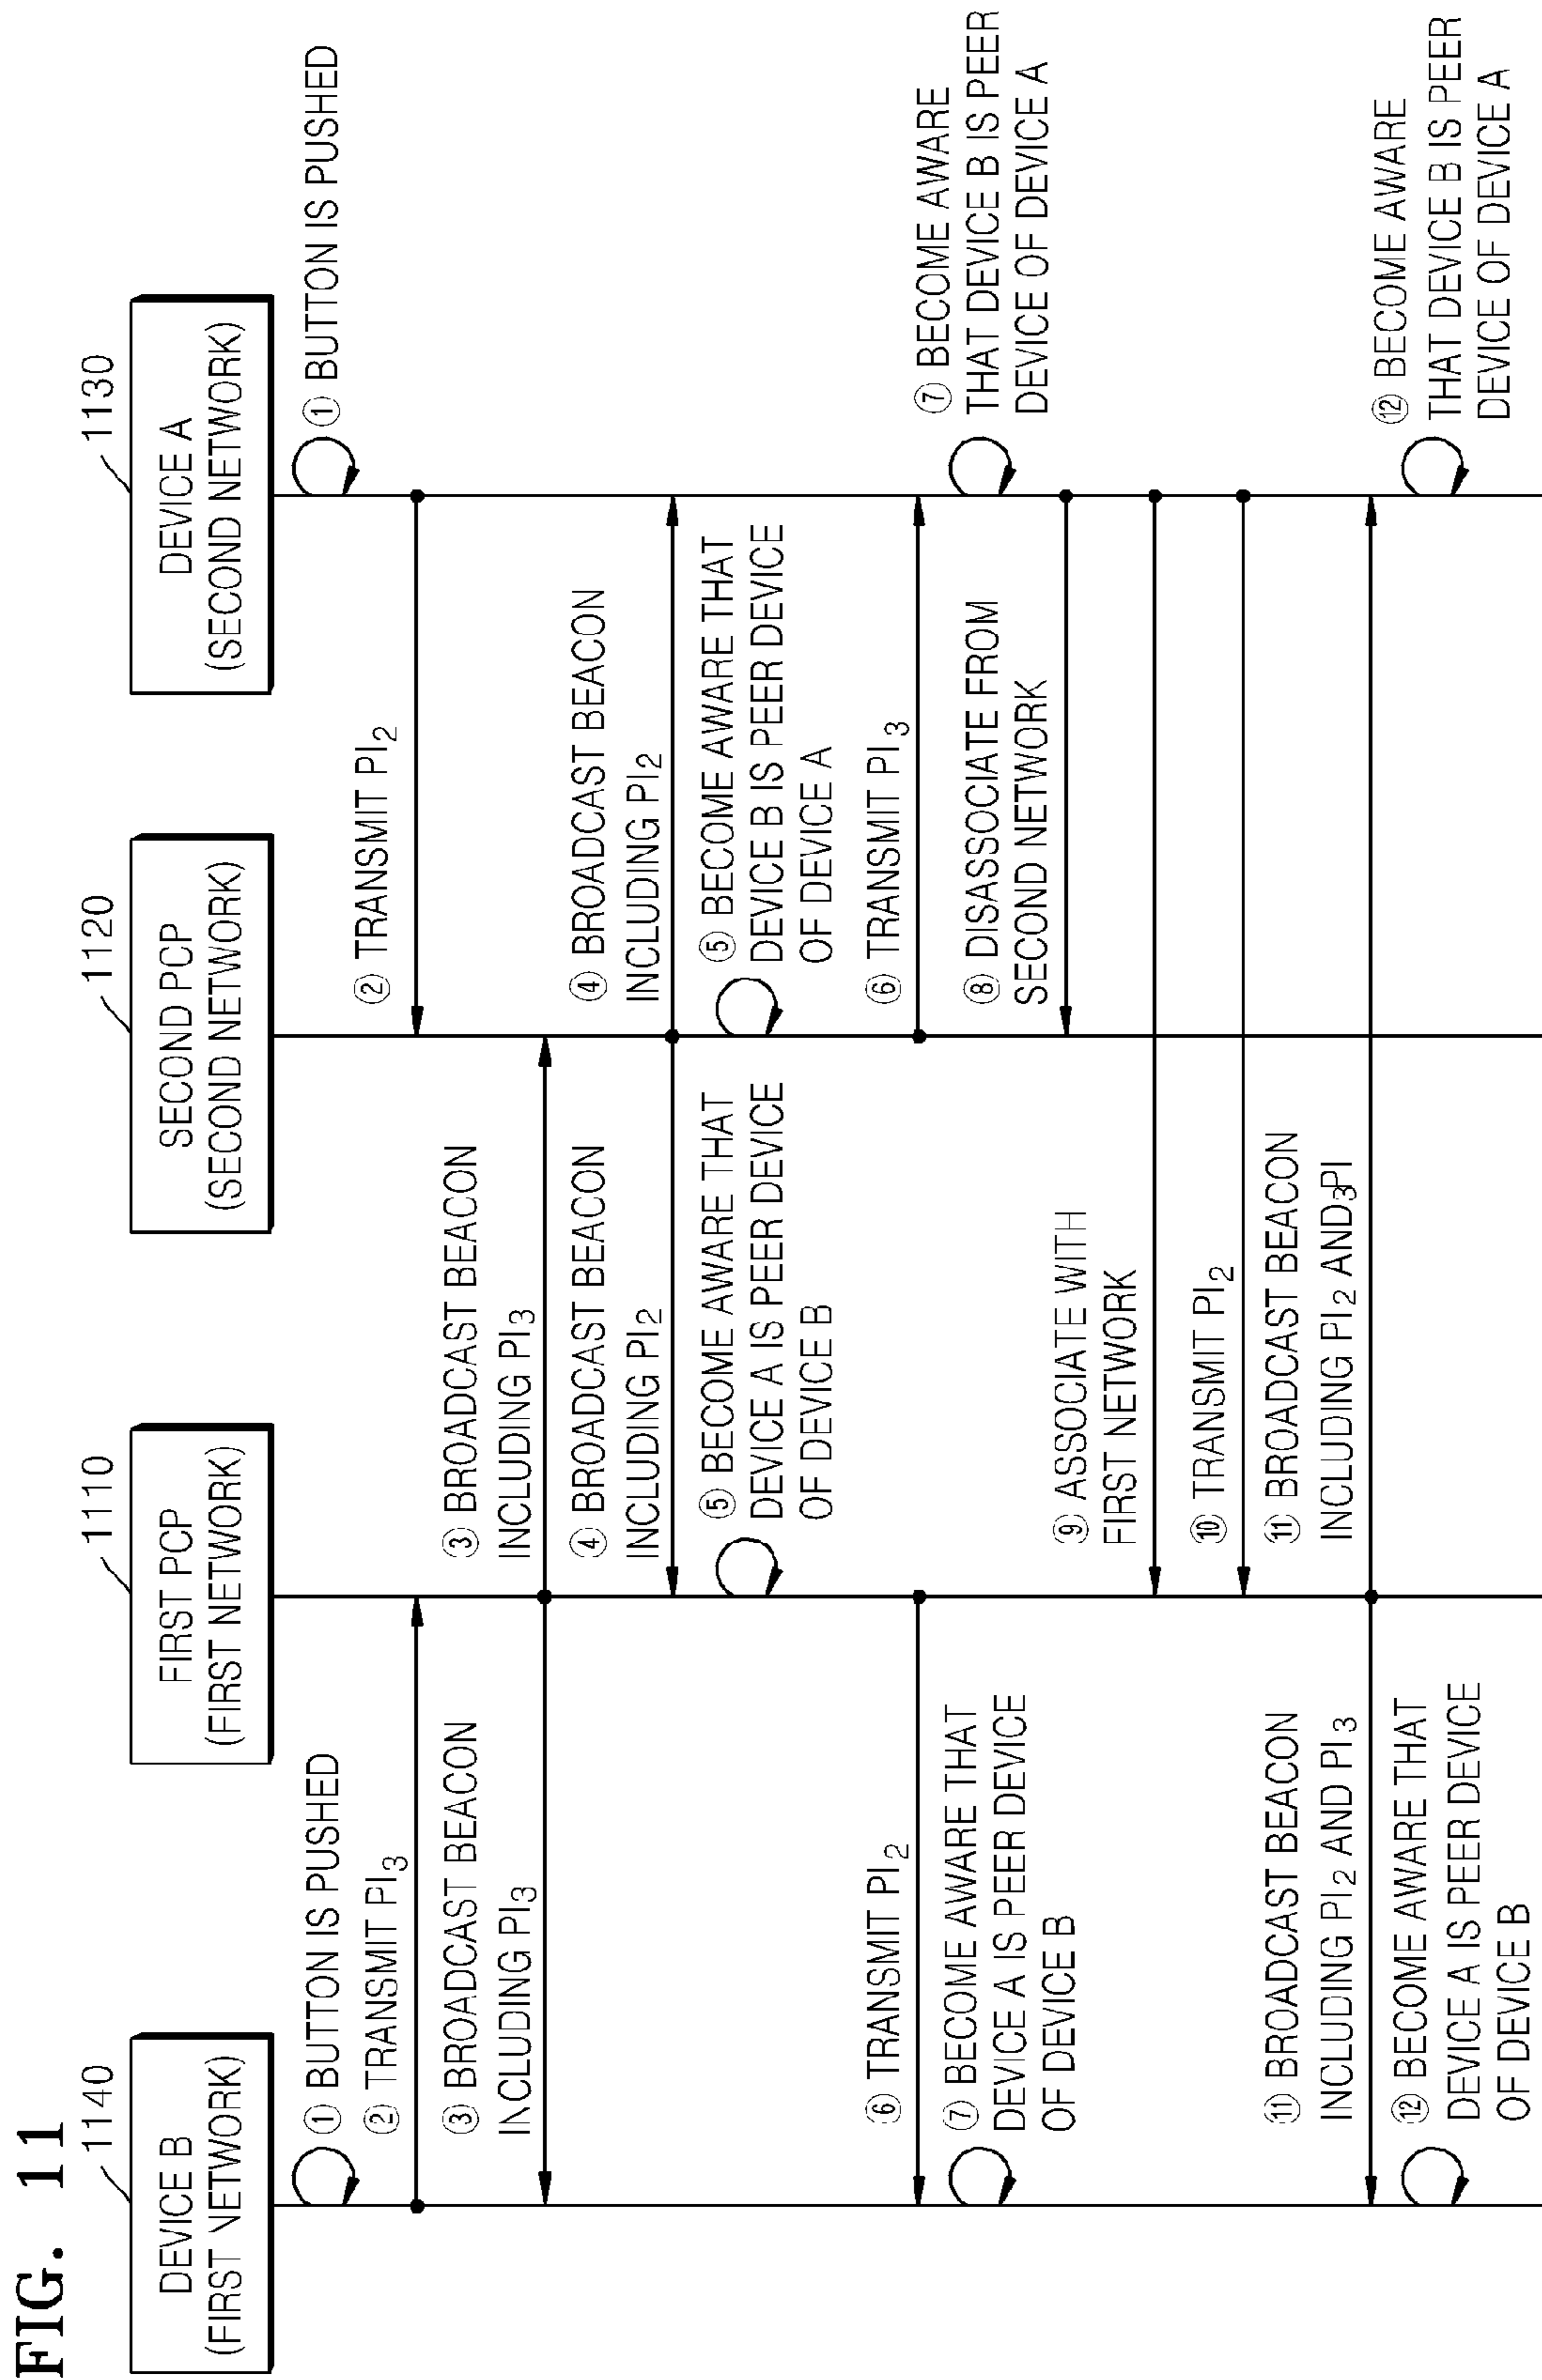 FIG. 11
1140
1110
1120
1130
DEVICE B
(FIRST NETWORK)
FIRST PCP
(FIRST NETWORK)
SECOND PCP
(SECOND NETWORK)
DEVICE A
(SECOND NETWORK)
① BUTTON IS PUSHED
① BUTTON IS PUSHED
② TRANSMIT PI₃
② TRANSMIT PI₂
③ BROADCAST BEACON
INCLUDING PI₃
③ BROADCAST BEACON
INCLUDING PI₃
④ BROADCAST BEACON
INCLUDING PI₂
④ BROADCAST BEACON
INCLUDING PI₂
⑤ BECOME AWARE THAT
DEVICE A IS PEER DEVICE
OF DEVICE B
⑤ BECOME AWARE THAT
DEVICE B IS PEER DEVICE
OF DEVICE A
⑥ TRANSMIT PI₂
⑥ TRANSMIT PI₃
⑦ BECOME AWARE THAT
DEVICE A IS PEER DEVICE
OF DEVICE B
⑦ BECOME AWARE
THAT DEVICE B IS PEER
DEVICE OF DEVICE A
⑧ DISASSOCIATE FROM
SECOND NETWORK
⑨ ASSOCIATE WITH
FIRST NETWORK
⑩ TRANSMIT PI₂
⑪ BROADCAST BEACON
INCLUDING PI₂ AND PI₃
⑪ BROADCAST BEACON
INCLUDING PI₂ AND₃PI
⑫ BECOME AWARE THAT
DEVICE A IS PEER DEVICE
OF DEVICE B
⑫ BECOME AWARE
THAT DEVICE B IS PEER
DEVICE OF DEVICE A